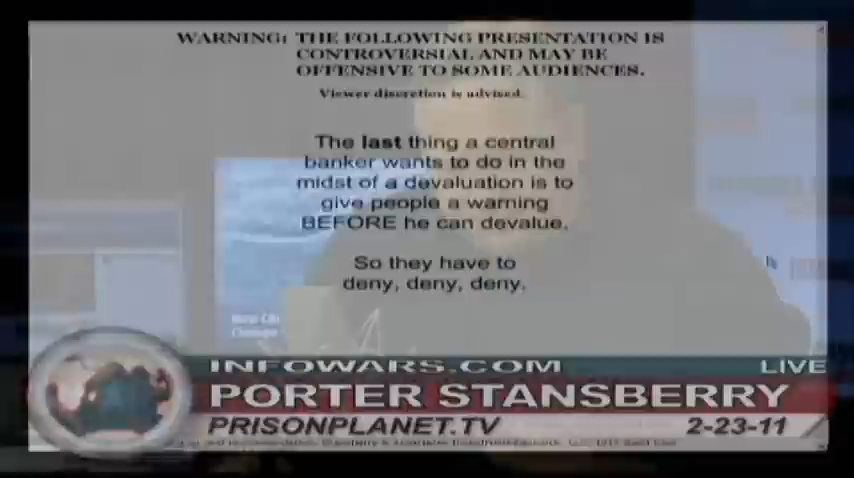 WARNING: THE FOLLOWING PRESENTATION IS
CONTROVERSIAL AND MAY BE
OFFENSIVE TO SOME AUDIENCES.
Viewer discretion is advised.
The last thing a central
banker wants to do in the
midst of a devaluation is to
give people a warning
BEFORE he can devalue.
So they have to
deny, deny, deny.
INFOWARS.COM LIVE
PORTER STANSBERRY
PRISONPLANET.TV 2-23-11